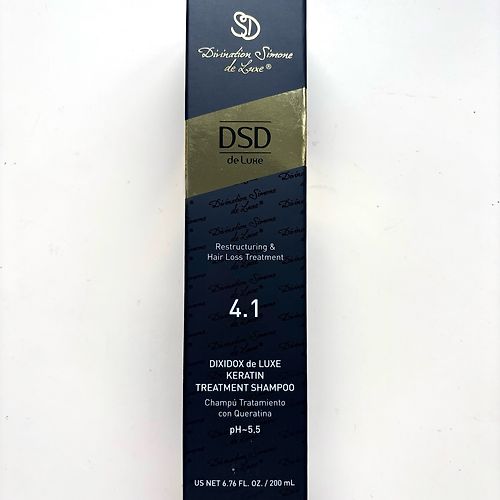 SD
Divination Simone
de Luxe®
DSD
de Luxe
Divination Simone
de Luxe®
Restructuring &
Hair Loss Treatment
4.1
DIXIDOX de LUXE
KERATIN
TREATMENT SHAMPOO
Champú Tratamiento
con Queratina
pH~5,5
US NET 6.76 FL. OZ. / 200 mL